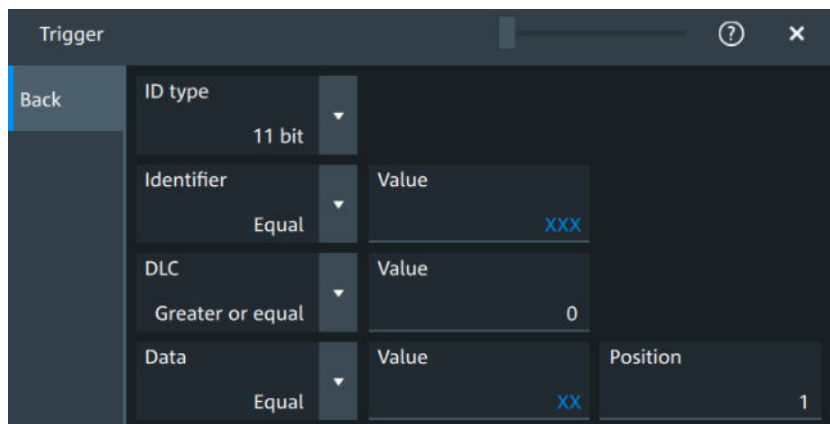 Trigger
?
Back
ID type
11 bit
Identifier
Equal
Value
XXX
DLC
Greater or equal
Value
0
Data
Equal
Value
XX
Position
1